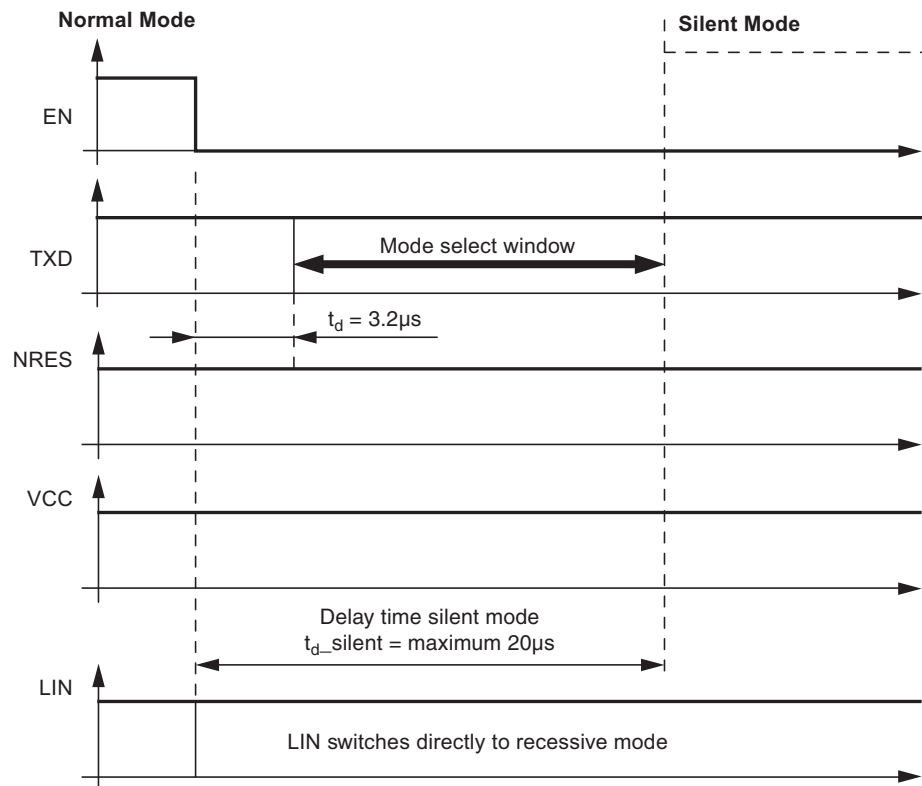 Normal Mode
Silent Mode
EN
TXD
Mode select window
t_d = 3.2µs
NRES
VCC
Delay time silent mode
t_d_silent = maximum 20µs
LIN
LIN switches directly to recessive mode